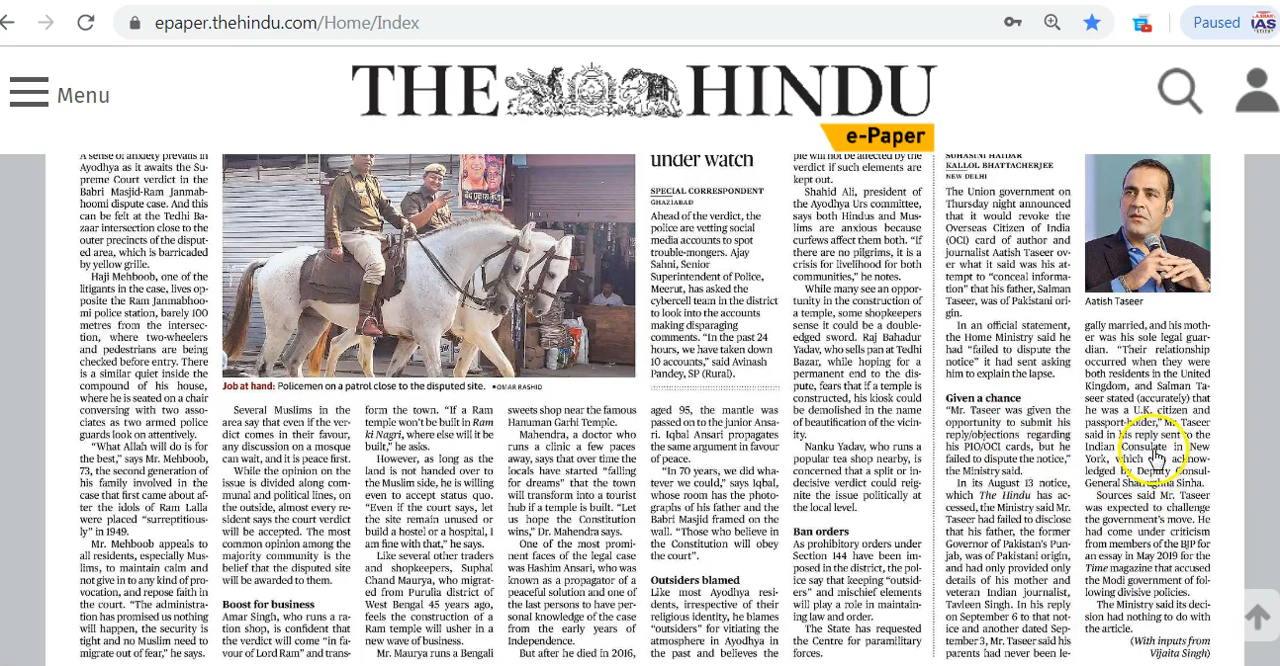 epaper.thehindu.com/Home/Index
Paused
IAS
Menu
THE HINDU
e-Paper
A sense of anxiety prevails in
Ayodhya as it awaits the Su-
preme Court verdict in the
Babri Masjid-Ram Janmab-
hoomi dispute case. And this
can be felt at the Tedhi Ba-
zaar intersection close to the
outer precincts of the disput-
ed area, which is barricaded
by yellow grille.
Haji Mehboob, one of the
litigants in the case, lives op-
posite the Ram Janmabhoo-
mi police station, barely 100
metres from the intersec-
tion, where two-wheelers
and pedestrians are being
checked before entry. There
is a similar quiet inside the
compound of his house,
where he is seated on a chair
conversing with two asso-
ciates as two armed police
guards look on attentively.
"What Allah will do is for
the best," says Mr. Mehboob,
73, the second generation of
his family involved in the
case that first came about af-
ter the idols of Ram Lalla
were placed "surreptitious-
ly" in 1949.
Mr. Mehboob appeals to
all residents, especially Mus-
lims, to maintain calm and
not give in to any kind of pro-
vocation, and repose faith in
the court. "The administra-
tion has promised us nothing
will happen, the security is
tight and no Muslim need to
migrate out of fear," he says.
Job at hand: Policemen on a patrol close to the disputed site. ■ OMAR RASHID
Several Muslims in the
area say that even if the ver-
dict comes in their favour,
any discussion on a mosque
can wait, and it is peace first.
While the opinion on the
issue is divided along com-
munal and political lines, on
the outside, almost every re-
sident says the court verdict
will be accepted. The most
common opinion among the
majority community is the
belief that the disputed site
will be awarded to them.
Boost for business
Amar Singh, who runs a ra-
tion shop, is confident that
the verdict will come "in fa-
vour of Lord Ram" and trans-
form the town. "If a Ram
temple won't be built in Ram
ki Nagri, where else will it be
built," he asks.
However, as long as the
land is not handed over to
the Muslim side, he is willing
to even accept status quo.
"Even if the court says, let
the site remain unused or
build a hostel or a hospital, I
am fine with that," he says.
Like several other traders
and shopkeepers, Suphal
Chand Maurya, who migrat-
ed from Purulia district of
West Bengal 45 years ago,
feels the construction of a
Ram temple will usher in a
new wave of business.
Mr. Maurya runs a Bengali
sweets shop near the famous
Hanuman Garhi Temple.
Mahendra, a doctor who
runs a clinic a few paces
away, says that over time the
locals have started "falling
for dreams" that the town
will transform into a tourist
hub if a temple is built. "Let
us hope the Constitution
wins," Dr. Mahendra says.
One of the most promi-
nent faces of the legal case
was Hashim Ansari, who was
known as a propagator of a
peaceful solution and one of
the last persons to have per-
sonal knowledge of the case
from the early years of
Independence.
But after he died in 2016,
under watch
SPECIAL CORRESPONDENT
GHAZIABAD
Ahead of the verdict, the
police are vetting social
media accounts to spot
trouble-mongers. Ajay
Sahni, Senior
Superintendent of Police,
Meerut, has asked the
cybercell team in the district
to look into the accounts
making disparaging
comments. "In the past 24
hours, we have taken down
10 accounts," said Avinash
Pandey, SP (Rural).
aged 95, the mantle was
passed on to the junior Ansa-
ri. Iqbal Ansari propagates
the same argument in favour
of peace.
"In 70 years, we did wha-
tever we could," says Iqbal,
whose room has the photo-
graphs of his father and the
Babri Masjid framed on the
wall. "Those who believe in
the Constitution will obey
the court".
Outsiders blamed
Like most Ayodhya resi-
dents, irrespective of their
religious identity, he blames
"outsiders" for vitiating the
atmosphere in Ayodhya in
the past and believes the
ple will not be affected by the
verdict if such elements are
kept out.
Shahid Ali, president of
the Ayodhya Urs committee,
says both Hindus and Mus-
lims are anxious because
curfews affect them both. "If
there are no pilgrims, it is a
crisis for livelihood for both
communities," he notes.
While many see an oppor-
tunity in the construction of
a temple, some shopkeepers
sense it could be a double-
edged sword. Raj Bahadur
Yadav, who sells pan at Tedhi
Bazar, while hoping for a
permanent end to the dis-
pute, fears that if a temple is
constructed, his kiosk could
be demolished in the name
of beautification of the vicin-
ity.
Nanku Yadav, who runs a
popular tea shop nearby, is
concerned that a split or in-
decisive verdict could reig-
nite the issue politically at
the local level.
Ban orders
As prohibitory orders under
Section 144 have been im-
posed in the district, the pol-
ice say that keeping "outsid-
ers" and mischief elements
will play a role in maintain-
ing law and order.
The State has requested
the Centre for paramilitary
forces.
SUHASINI HAIDAR
KALLOL BHATTACHERJEE
NEW DELHI
The Union government on
Thursday night announced
that it would revoke the
Overseas Citizen of India
(OCI) card of author and
journalist Aatish Taseer ov-
er what it said was his at-
tempt to "conceal informa-
tion" that his father, Salman
Taseer, was of Pakistani ori-
gin.
In an official statement,
the Home Ministry said he
had "failed to dispute the
notice" it had sent asking
him to explain the lapse.
Given a chance
"Mr. Taseer was given the
opportunity to submit his
reply/objections regarding
his PIO/OCI cards, but he
failed to dispute the notice,"
the Ministry said.
In its August 13 notice,
which The Hindu has ac-
cessed, the Ministry said Mr.
Taseer had failed to disclose
that his father, the former
Governor of Pakistan's Pun-
jab, was of Pakistani origin,
and had only provided only
details of his mother and
veteran Indian journalist,
Tavleen Singh. In his reply
on September 6 to that no-
tice and another dated Sep-
tember 3, Mr. Taseer said his
parents had never been le-
Aatish Taseer
gally married, and his moth-
er was his sole legal guar-
dian. "Their relationship
occurred when they were
both residents in the United
Kingdom, and Salman Ta-
seer stated (accurately) that
he was a U.K. citizen and
passport-holder," Mr. Taseer
said in his reply sent to the
Indian Consulate in New
York, which was acknow-
ledged by Deputy Consul-
General Shatrughna Sinha.
Sources said Mr. Taseer
was expected to challenge
the government's move. He
had come under criticism
from members of the BJP for
an essay in May 2019 for the
Time magazine that accused
the Modi government of fol-
lowing divisive policies.
The Ministry said its deci-
sion had nothing to do with
the article.
(With inputs from
Vijaita Singh)